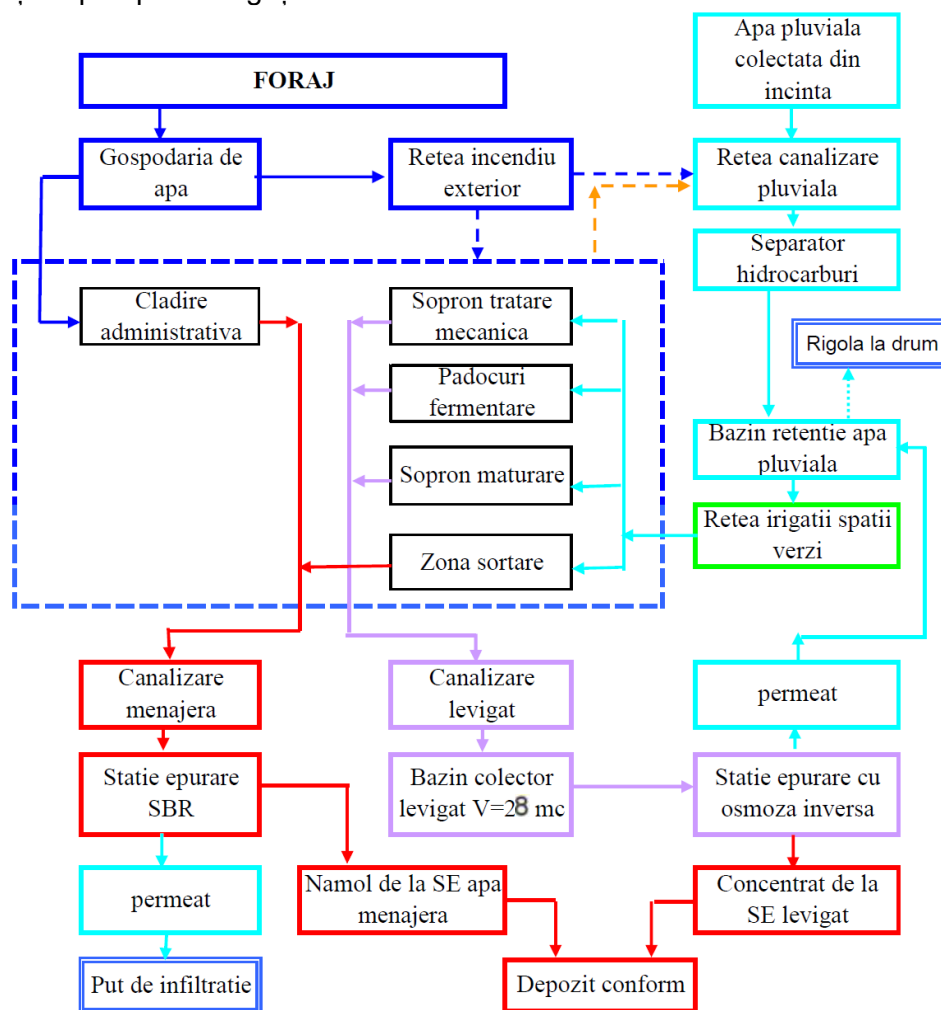 FORAJ
Apa pluviala
colectata din
incinta
Gospodaria de
apa
Retea incendiu
exterior
Retea canalizare
pluviala
Separator
hidrocarburi
Cladire
administrativa
Sopron tratare
mecanica
Rigola la drum
Padocuri
fermentare
Bazin retentie apa
pluviala
Sopron maturare
Retea irigatii spatii
verzi
Zona sortare
Canalizare
menajera
Canalizare
levigat
permeat
Statie epurare
SBR
Bazin colector
levigat V=28 mc
Statie epurare cu
osmoza inversa
permeat
Namol de la SE apa
menajera
Concentrat de la
SE levigat
Put de infiltratie
Depozit conform